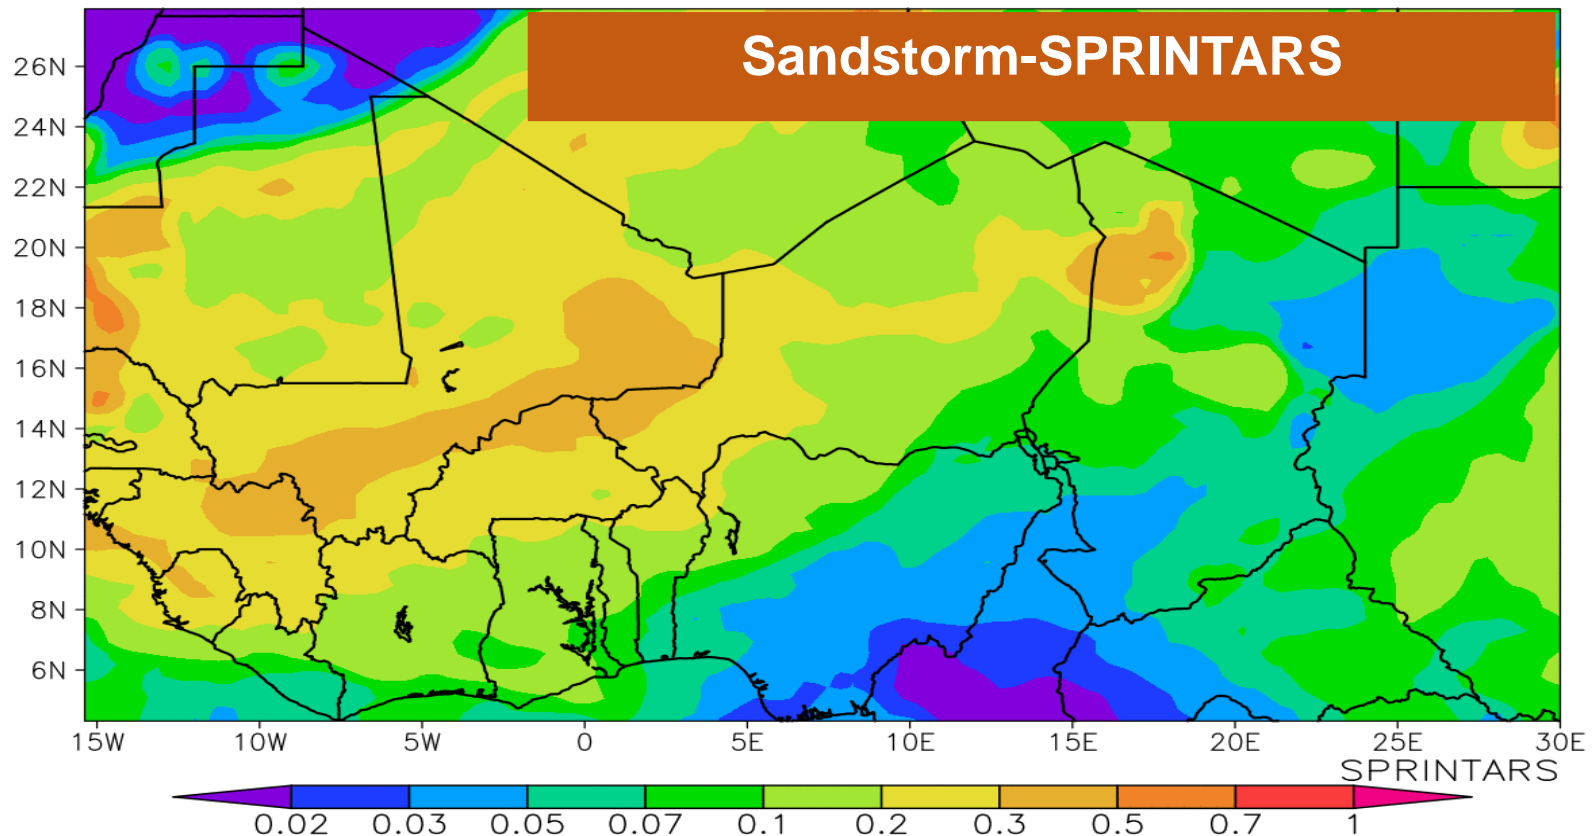 Sandstorm-SPRINTARS
26N
24N
22N
20N
18N
16N
14N
12N
10N
8N
6N
15W 10W 5W 0 5E 10E 15E 20E 25E 30E
SPRINTARS
0.02 0.03 0.05 0.07 0.1 0.2 0.3 0.5 0.7 1